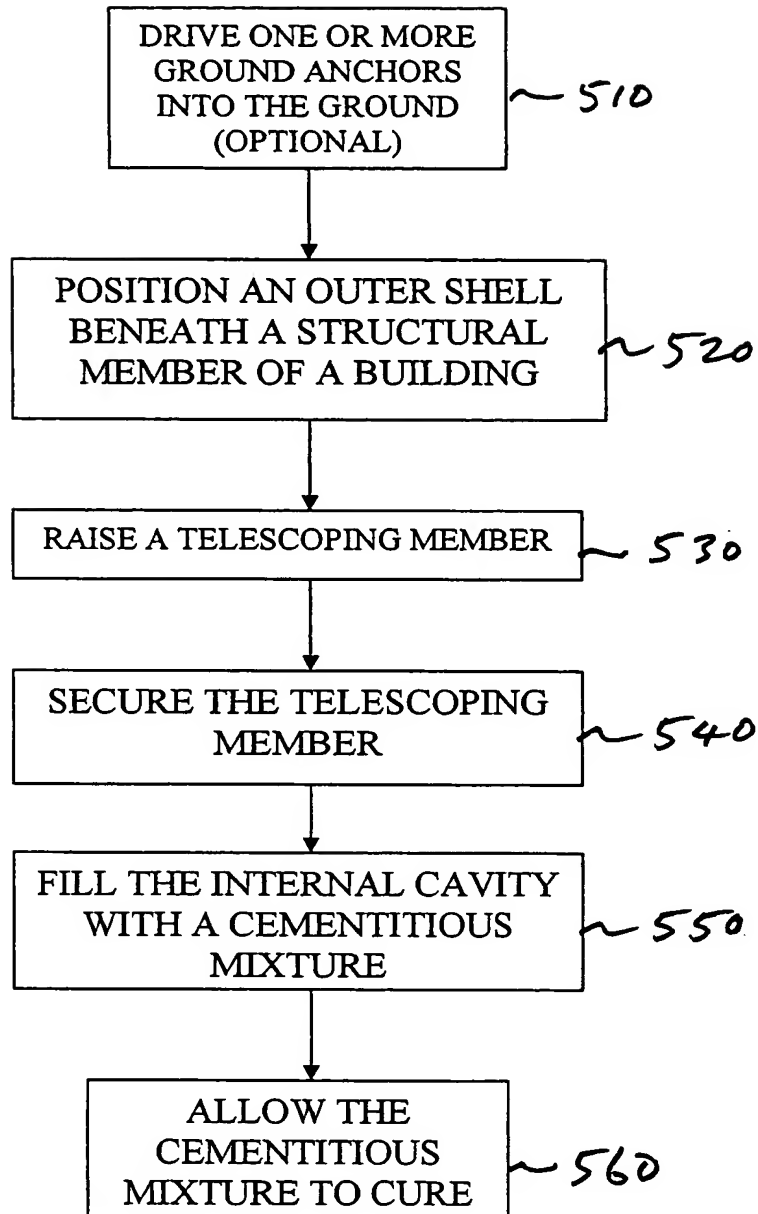 DRIVE ONE OR MORE
GROUND ANCHORS
INTO THE GROUND
(OPTIONAL)
510
POSITION AN OUTER SHELL
BENEATH A STRUCTURAL
MEMBER OF A BUILDING
520
RAISE A TELESCOPING MEMBER
530
SECURE THE TELESCOPING
MEMBER
540
FILL THE INTERNAL CAVITY
WITH A CEMENTITIOUS
MIXTURE
550
ALLOW THE
CEMENTITIOUS
MIXTURE TO CURE
560